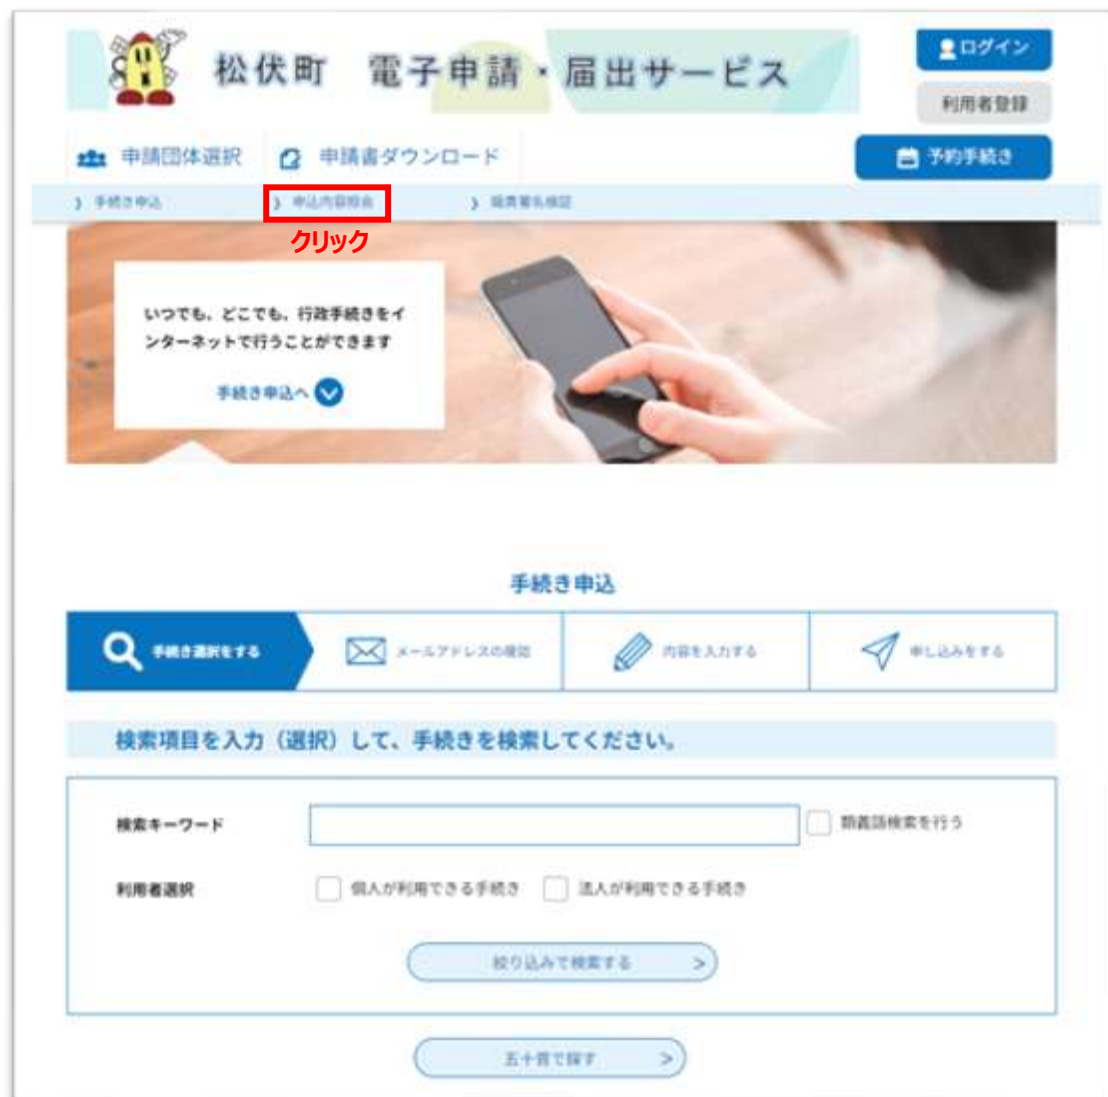 松伏町 電子申請・届出サービス
ログイン
利用者登録
申請団体選択
申請書ダウンロード
予約手続き
手続き申込
申込内容照会
職責署名検証
クリック
いつでも、どこでも、行政手続きをイ
ンターネットで行うことができます
手続き申込へ
手続き申込
手続き選択をする
メールアドレスの確認
内容を入力する
申し込みをする
検索項目を入力（選択）して、手続きを検索してください。
検索キーワード
類義語検索を行う
利用者選択
個人が利用できる手続き
法人が利用できる手続き
絞り込みで検索する >
五十音で探す >